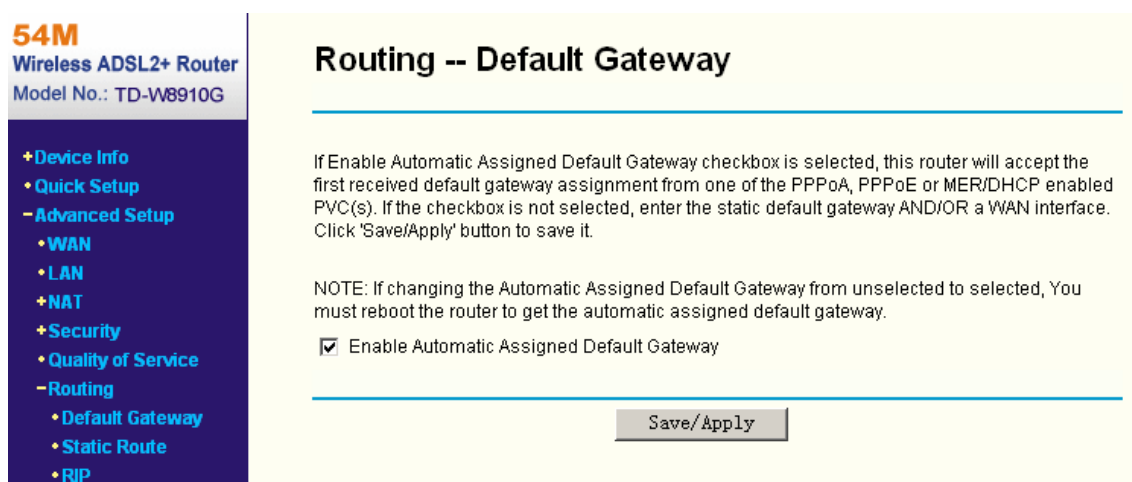 54M
Wireless ADSL2+ Router
Model No.: TD-W8910G
+Device Info
•Quick Setup
-Advanced Setup
•WAN
•LAN
+NAT
+Security
•Quality of Service
-Routing
•Default Gateway
•Static Route
•RIP
Routing -- Default Gateway
If Enable Automatic Assigned Default Gateway checkbox is selected, this router will accept the
first received default gateway assignment from one of the PPPoA, PPPoE or MER/DHCP enabled
PVC(s). If the checkbox is not selected, enter the static default gateway AND/OR a WAN interface.
Click 'Save/Apply' button to save it.
NOTE: If changing the Automatic Assigned Default Gateway from unselected to selected, You
must reboot the router to get the automatic assigned default gateway.
Enable Automatic Assigned Default Gateway
Save/Apply